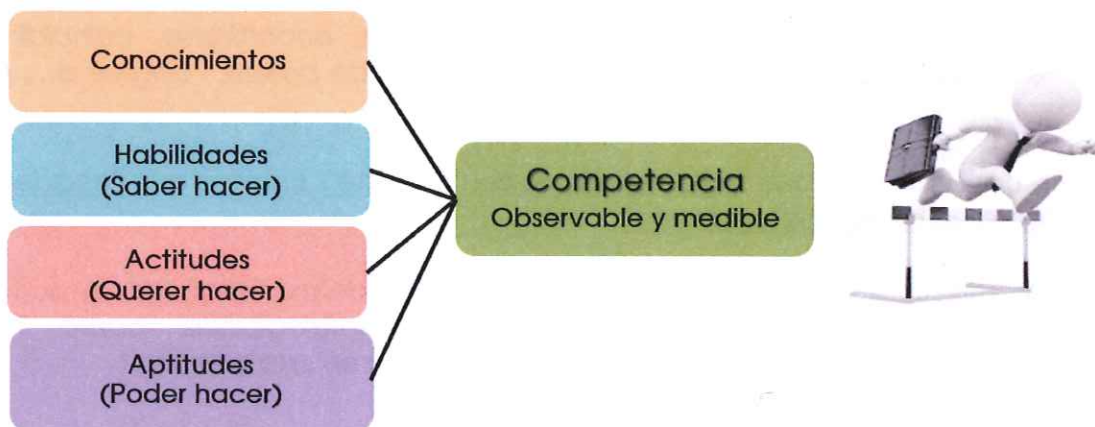 Conocimientos
Habilidades
(Saber hacer)
Actitudes
(Querer hacer)
Aptitudes
(Poder hacer)
Competencia
Observable y medible